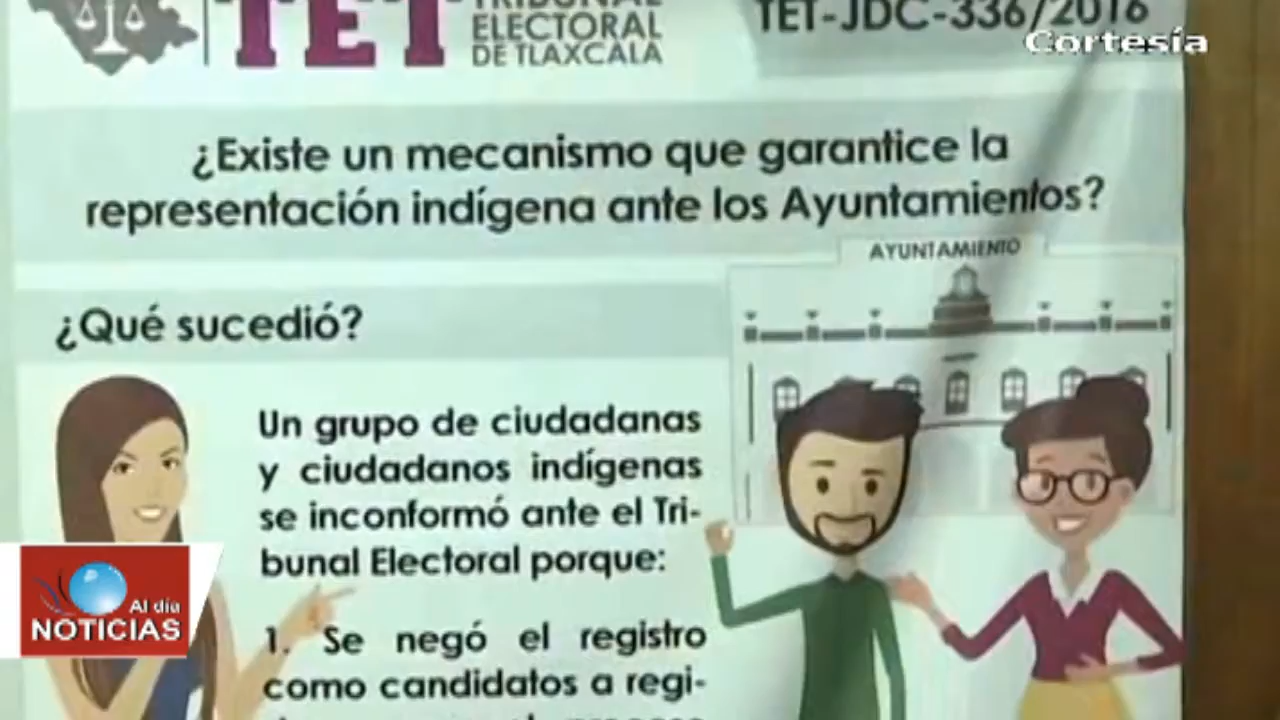 TET
TRIBUNAL
ELECTORAL
DE TLAXCALA
TET-JDC-336/2016
Cortesía
¿Existe un mecanismo que garantice la
representación indígena ante los Ayuntamientos?
AYUNTAMIENTO
¿Qué sucedió?
Un grupo de ciudadanas
y ciudadanos indígenas
se inconformó ante el Tri-
bunal Electoral porque:
1. Se negó el registro
como candidatos a regi-
Al día
NOTICIAS